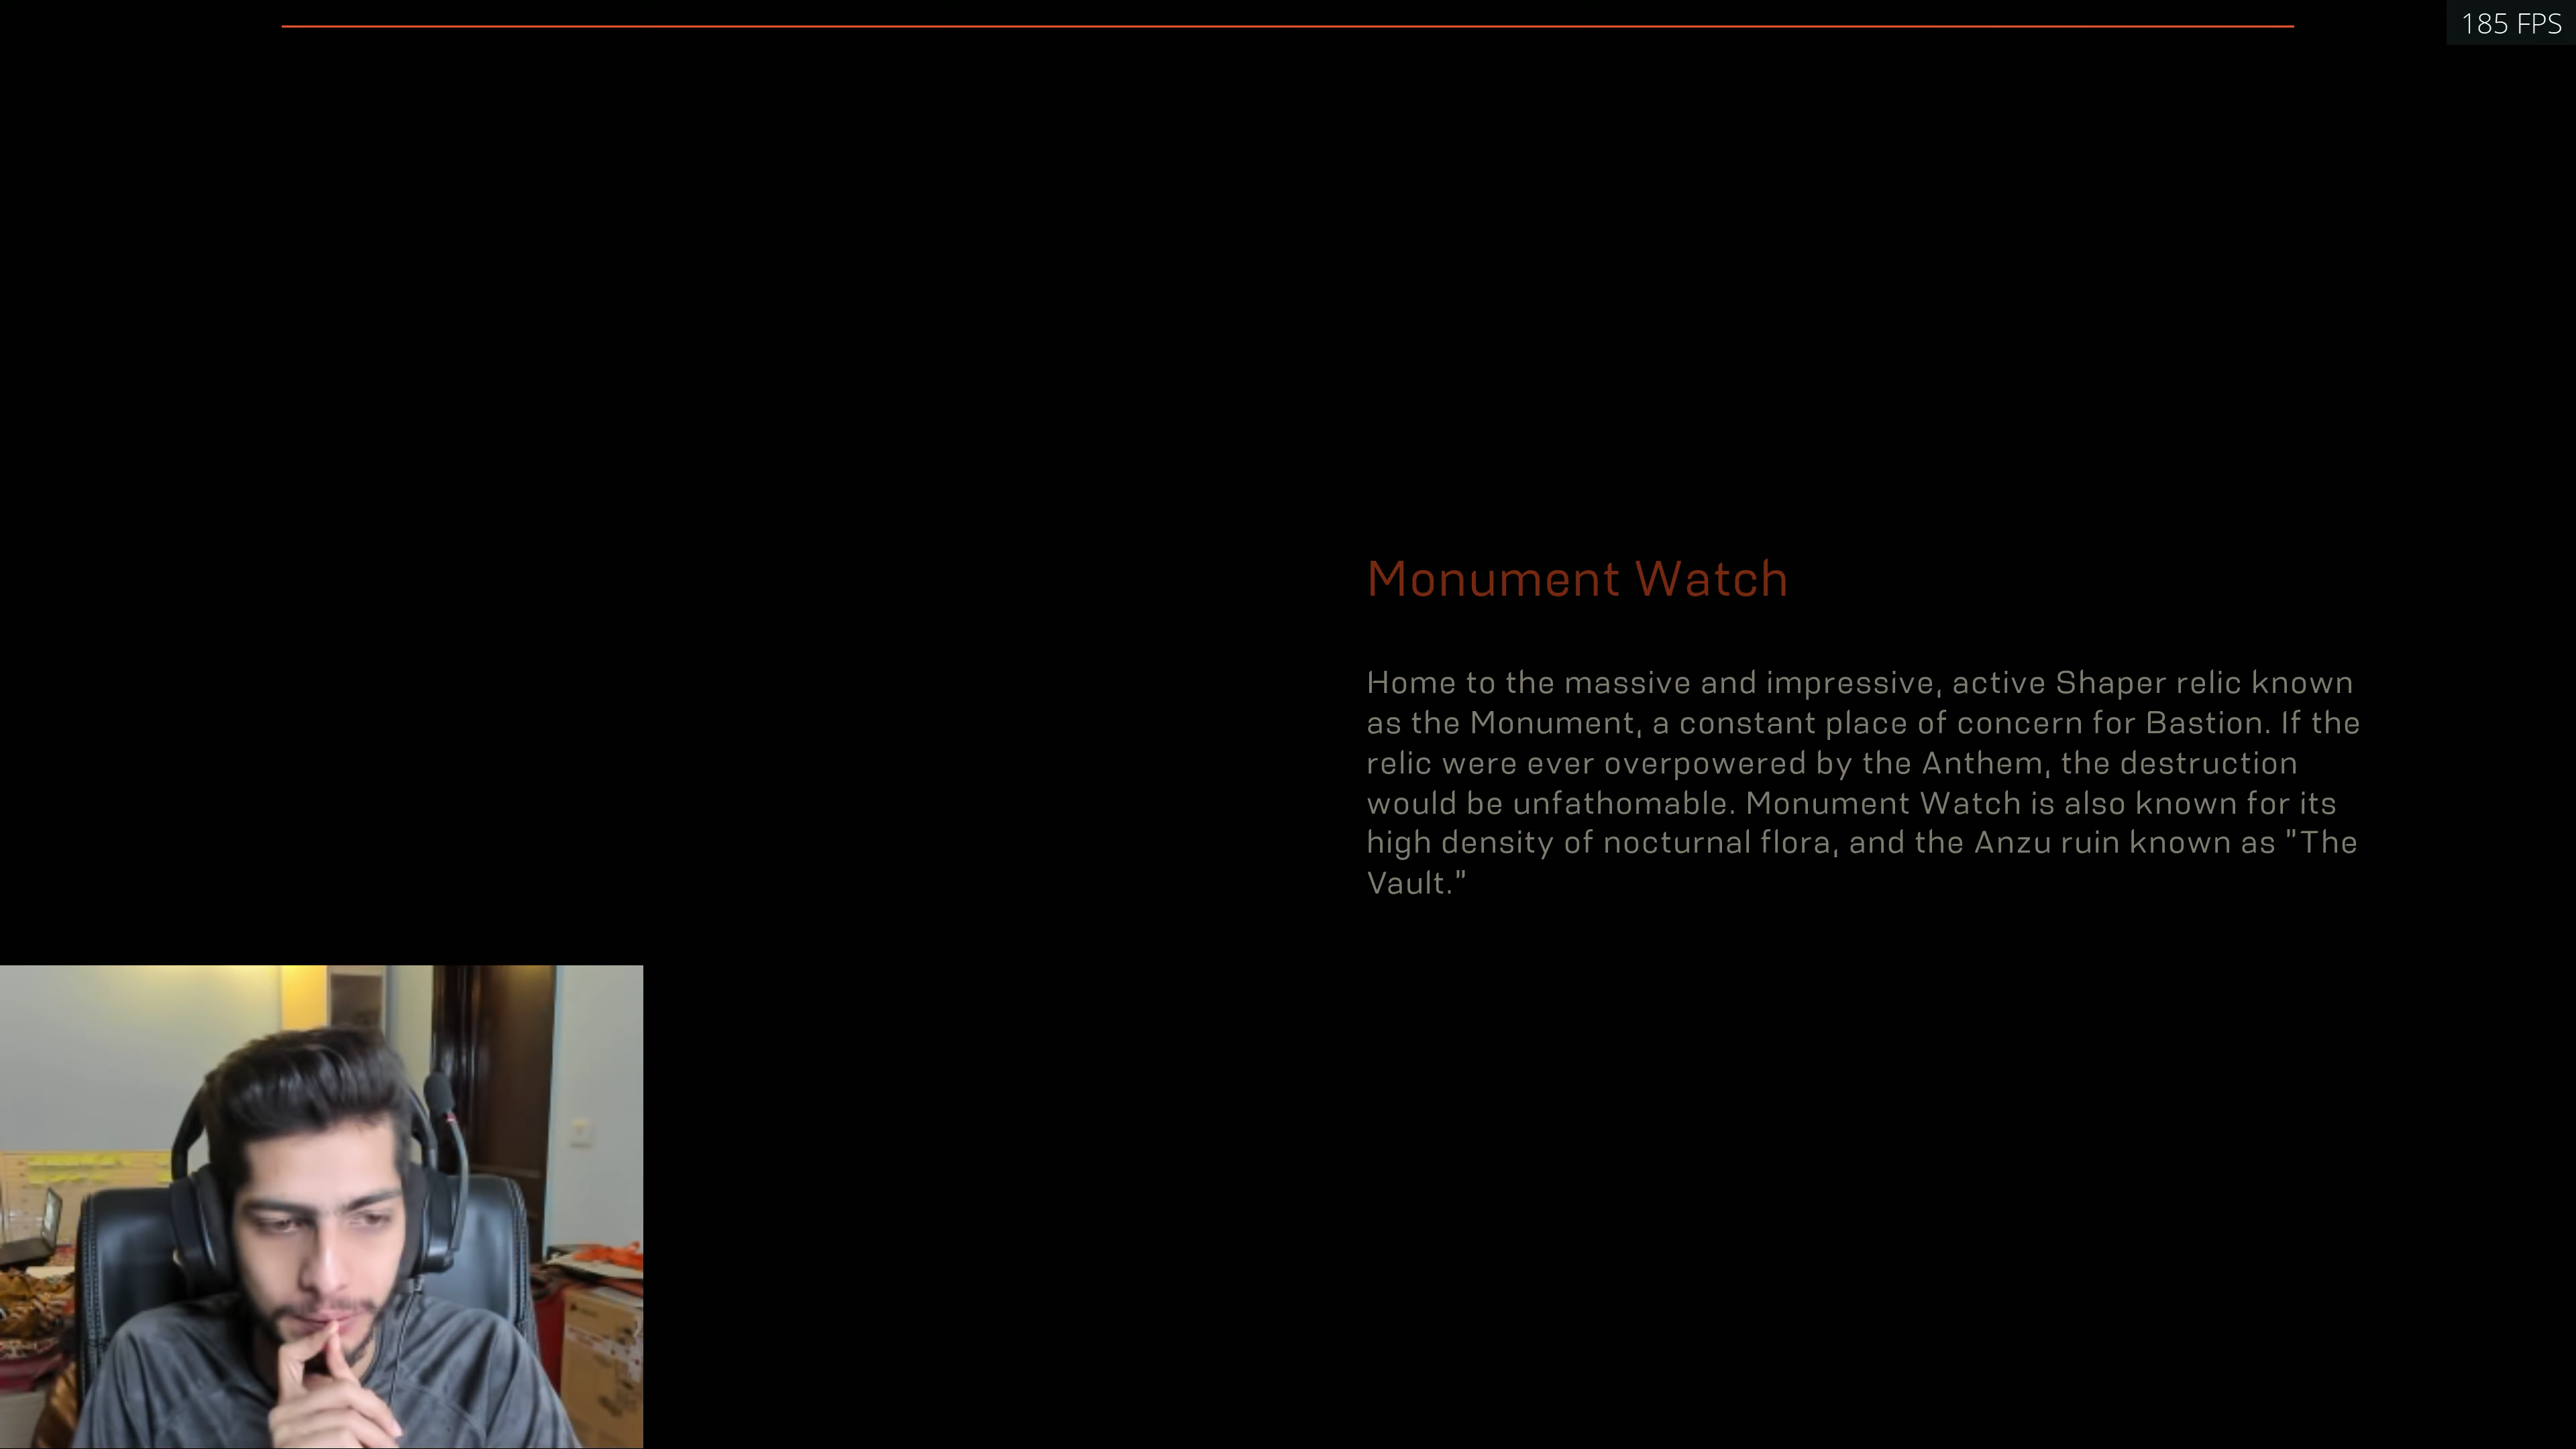 185 FPS
Monument Watch
Home to the massive and impressive, active Shaper relic known
as the Monument, a constant place of concern for Bastion. If the
relic were ever overpowered by the Anthem, the destruction
would be unfathomable. Monument Watch is also known for its
high density of nocturnal flora, and the Anzu ruin known as "The
Vault."